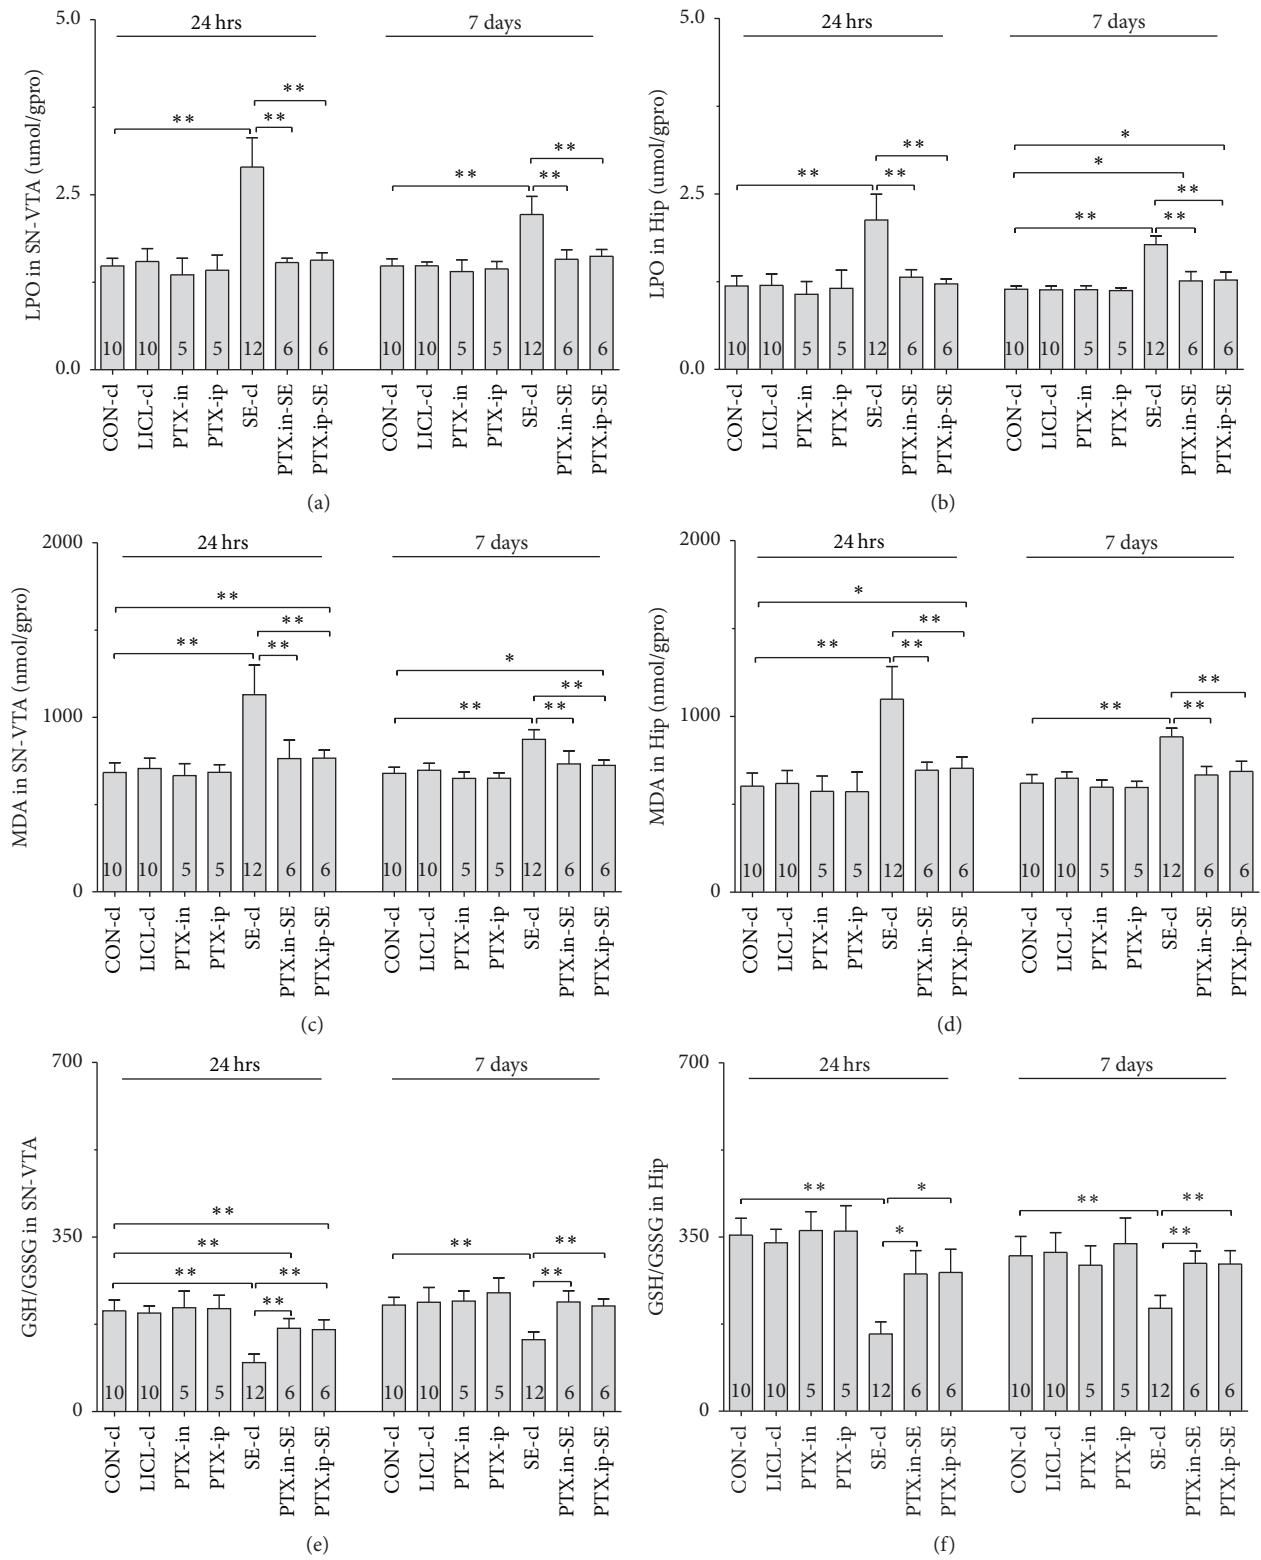 LPO in SN-VTA (umol/gpro)
24 hrs
7 days
5.0
2.5
0.0
**
**
**
**
**
**
10
10
5
5
12
6
6
10
10
5
5
12
6
6
CON-cl
LICL-cl
PTX-in
PTX-ip
SE-cl
PTX.in-SE
PTX.ip-SE
CON-cl
LICL-cl
PTX-in
PTX-ip
SE-cl
PTX.in-SE
PTX.ip-SE
(a)
LPO in Hip (umol/gpro)
24 hrs
7 days
5.0
2.5
0.0
**
**
**
*
*
**
**
**
10
10
5
5
12
6
6
10
10
5
5
12
6
6
CON-cl
LICL-cl
PTX-in
PTX-ip
SE-cl
PTX.in-SE
PTX.ip-SE
CON-cl
LICL-cl
PTX-in
PTX-ip
SE-cl
PTX.in-SE
PTX.ip-SE
(b)
MDA in SN-VTA (nmol/gpro)
24 hrs
7 days
2000
1000
0
**
**
**
**
*
**
**
**
10
10
5
5
12
6
6
10
10
5
5
12
6
6
CON-cl
LICL-cl
PTX-in
PTX-ip
SE-cl
PTX.in-SE
PTX.ip-SE
CON-cl
LICL-cl
PTX-in
PTX-ip
SE-cl
PTX.in-SE
PTX.ip-SE
(c)
MDA in Hip (nmol/gpro)
24 hrs
7 days
2000
1000
0
*
**
**
**
**
**
**
10
10
5
5
12
6
6
10
10
5
5
12
6
6
CON-cl
LICL-cl
PTX-in
PTX-ip
SE-cl
PTX.in-SE
PTX.ip-SE
CON-cl
LICL-cl
PTX-in
PTX-ip
SE-cl
PTX.in-SE
PTX.ip-SE
(d)
GSH/GSSG in SN-VTA
24 hrs
7 days
700
350
0
**
**
**
**
**
**
**
**
10
10
5
5
12
6
6
10
10
5
5
12
6
6
CON-cl
LICL-cl
PTX-in
PTX-ip
SE-cl
PTX.in-SE
PTX.ip-SE
CON-cl
LICL-cl
PTX-in
PTX-ip
SE-cl
PTX.in-SE
PTX.ip-SE
(e)
GSH/GSSG in Hip
24 hrs
7 days
700
350
0
**
*
*
**
**
**
10
10
5
5
12
6
6
10
10
5
5
12
6
6
CON-cl
LICL-cl
PTX-in
PTX-ip
SE-cl
PTX.in-SE
PTX.ip-SE
CON-cl
LICL-cl
PTX-in
PTX-ip
SE-cl
PTX.in-SE
PTX.ip-SE
(f)